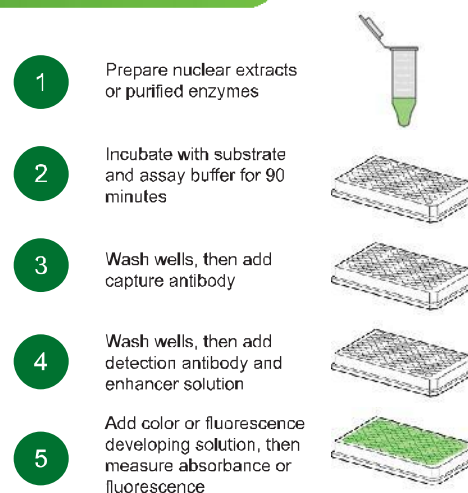 1
Prepare nuclear extracts
or purified enzymes
2
Incubate with substrate
and assay buffer for 90
minutes
3
Wash wells, then add
capture antibody
4
Wash wells, then add
detection antibody and
enhancer solution
5
Add color or fluorescence
developing solution, then
measure absorbance or
fluorescence